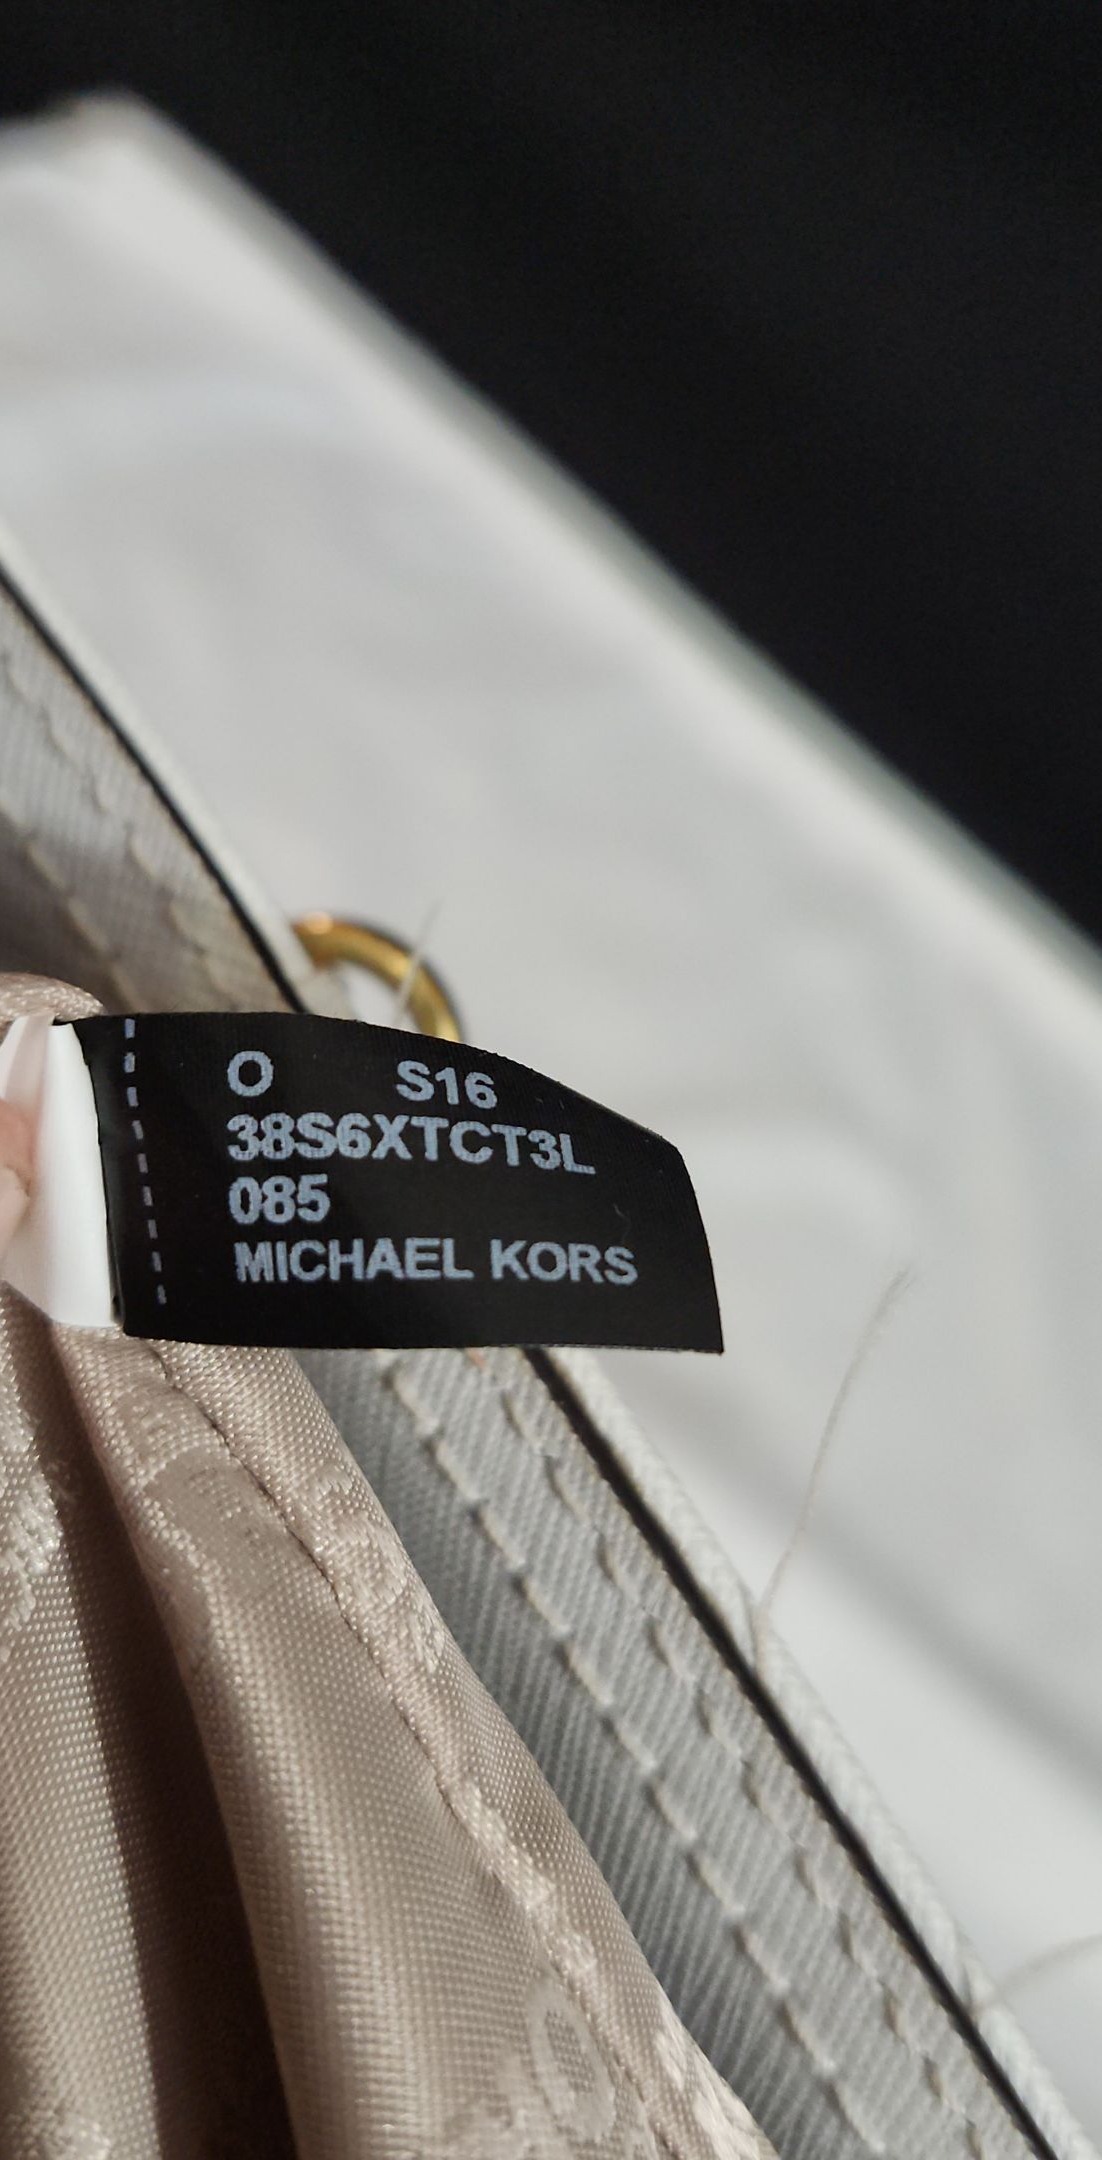 O S16
38S6XTCT3L
085
MICHAEL KORS